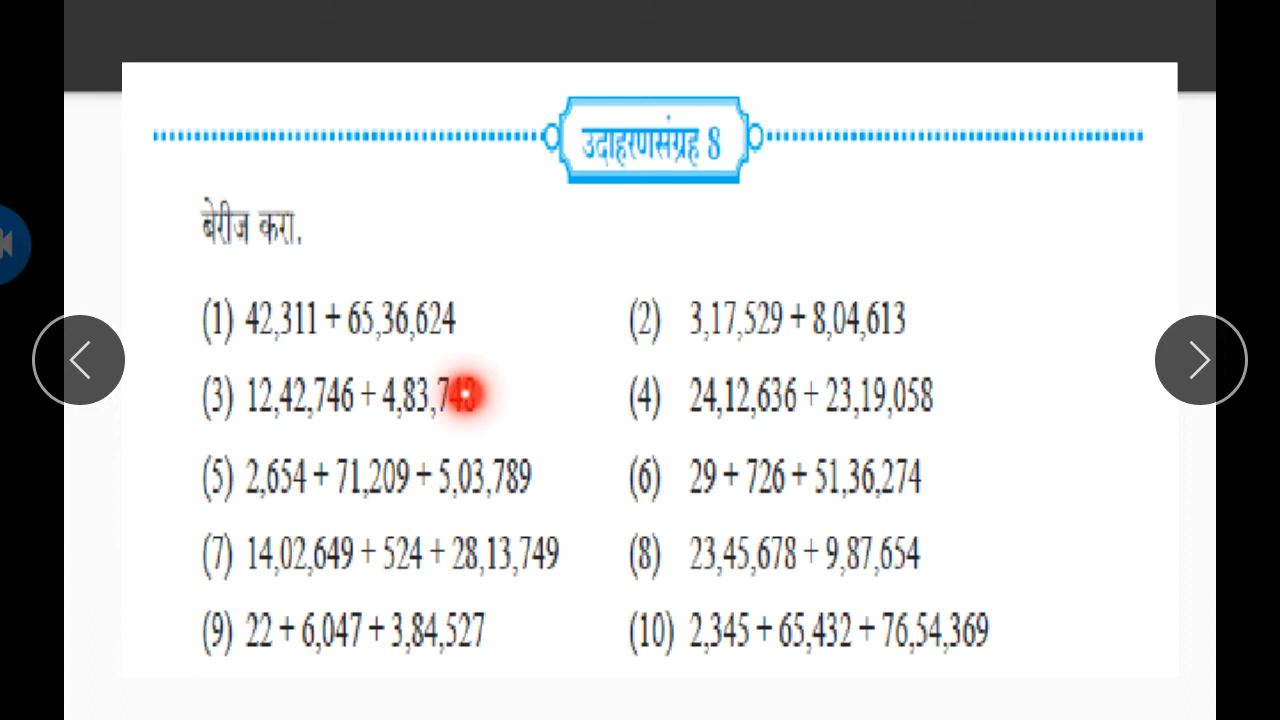 उदाहरणसंग्रह 8
बेरीज करा.
(1) 42,311 + 65,36,624 (2) 3,17,529 + 8,04,613
(3) 12,42,746 + 4,83,748 (4) 24,12,636 + 23,19,058
(5) 2,654 + 71,209 + 5,03,789 (6) 29 + 726 + 51,36,274
(7) 14,02,649 + 524 + 28,13,749 (8) 23,45,678 + 9,87,654
(9) 22 + 6,047 + 3,84,527 (10) 2,345 + 65,432 + 76,54,369